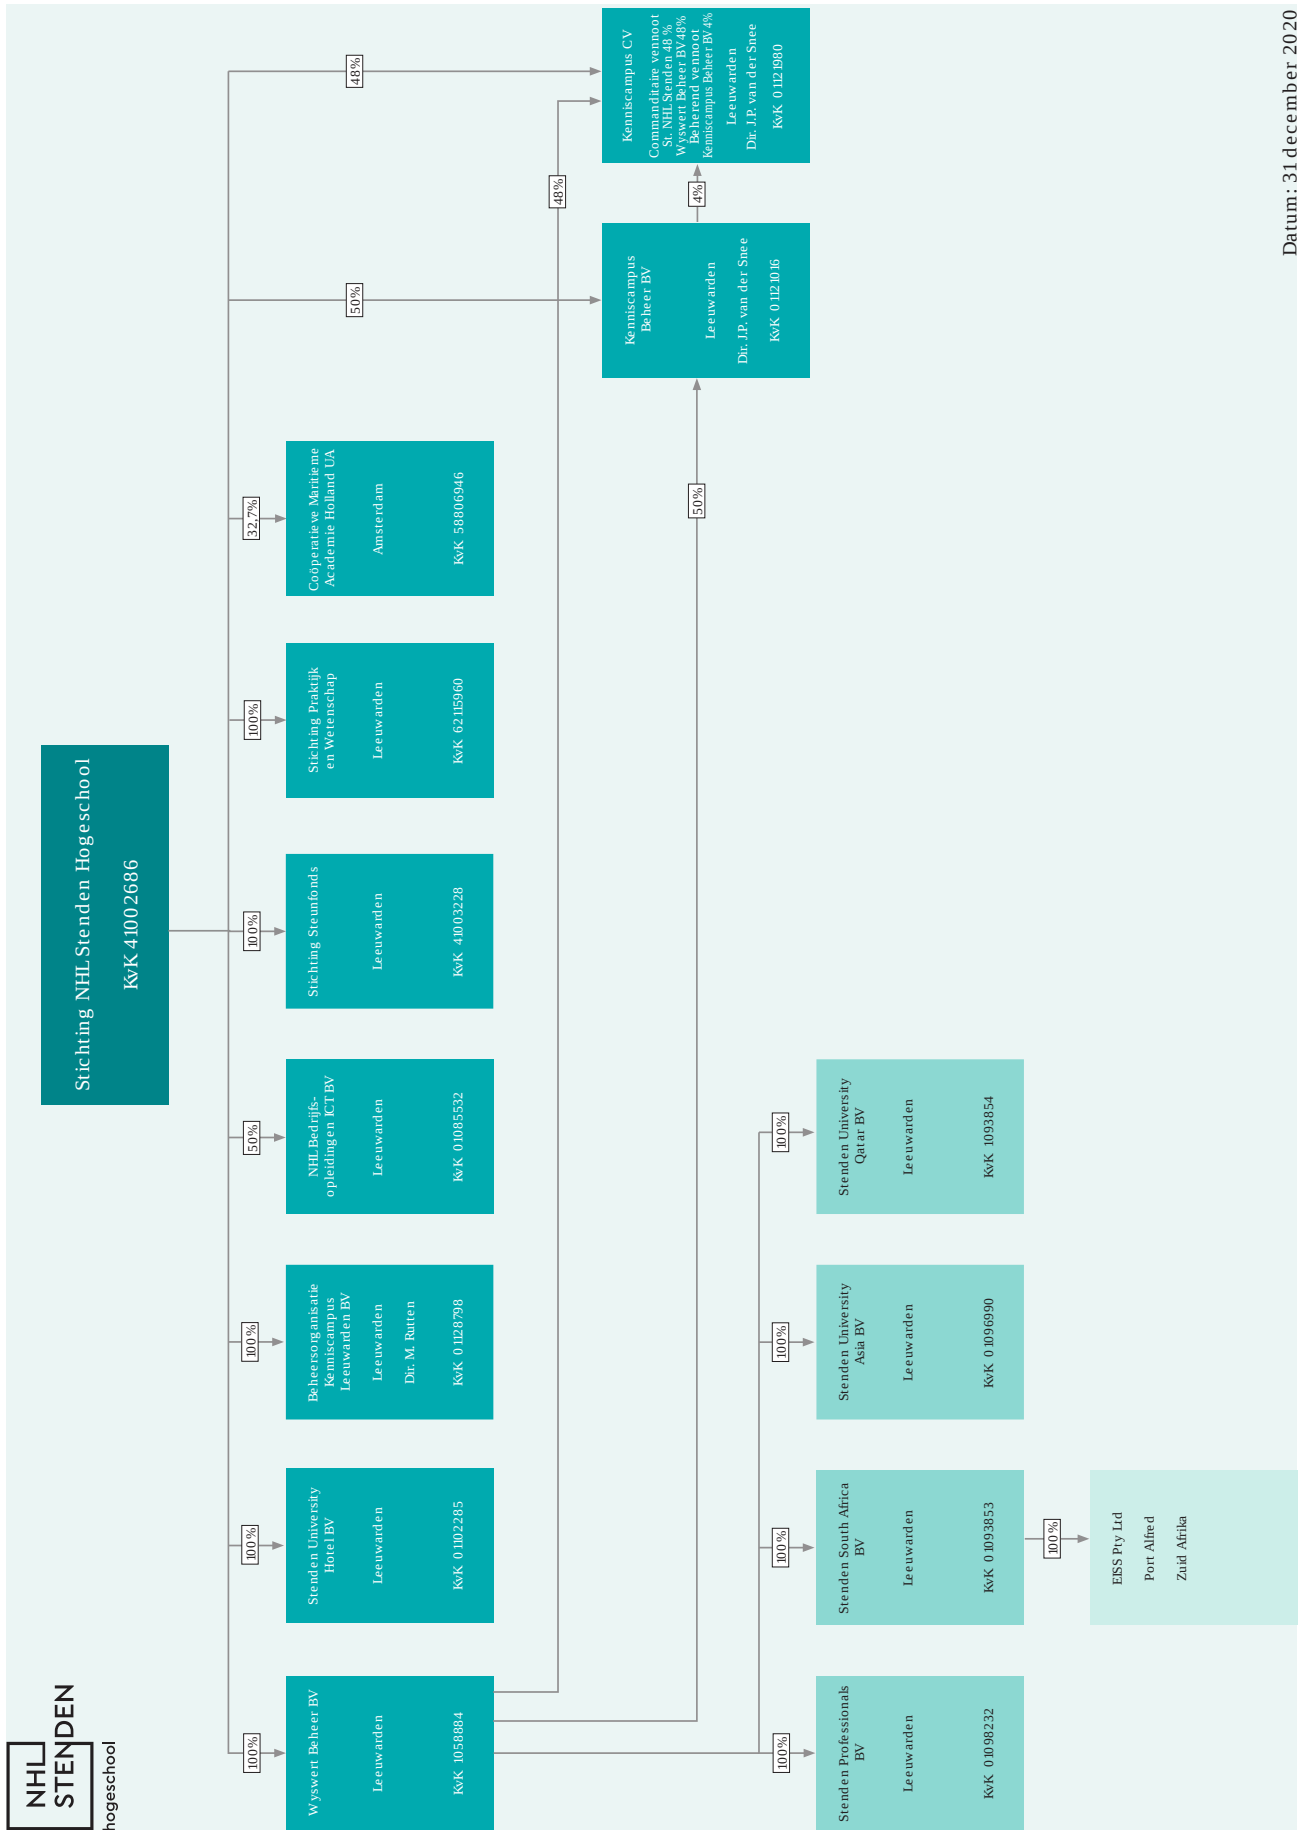 NHL
STENDEN
hogeschool
Stichting NHL Stenden Hogeschool
KvK 41002686
100%
100%
100%
50%
100%
100%
32,7%
50%
48%
Wyswert Beheer BV
Leeuwarden
KvK 1058884
Stenden University
Hotel BV
Leeuwarden
KvK 01102285
Beheersorganisatie
Kenniscampus
Leeuwarden BV
Leeuwarden
Dir. M. Rutten
KvK 01128798
NHL Bedrijfs-
opleidingen ICT BV
Leeuwarden
KvK 01085532
Stichting Steunfonds
Leeuwarden
KvK 41003228
Stichting Praktijk
en Wetenschap
Leeuwarden
KvK 62115960
Coöperatieve Maritieme
Academie Holland UA
Amsterdam
KvK 58806946
48%
50%
Kenniscampus
Beheer BV
Leeuwarden
Dir. J.P. van der Snee
KvK 01121016
4%
Kenniscampus CV
Commanditaire vennoot
St. NHL Stenden 48 %
Wyswert Beheer BV 48%
Beherend vennoot
Kenniscampus Beheer BV 4%
Leeuwarden
Dir. J.P. van der Snee
KvK 01121980
100%
100%
100%
100%
Stenden Professionals
BV
Leeuwarden
KvK 01098232
Stenden South Africa
BV
Leeuwarden
KvK 01093853
Stenden University
Asia BV
Leeuwarden
KvK 01096990
Stenden University
Qatar BV
Leeuwarden
KvK 1093854
100%
EISS Pty Ltd
Port Alfred
Zuid Afrika
Datum: 31 december 2020